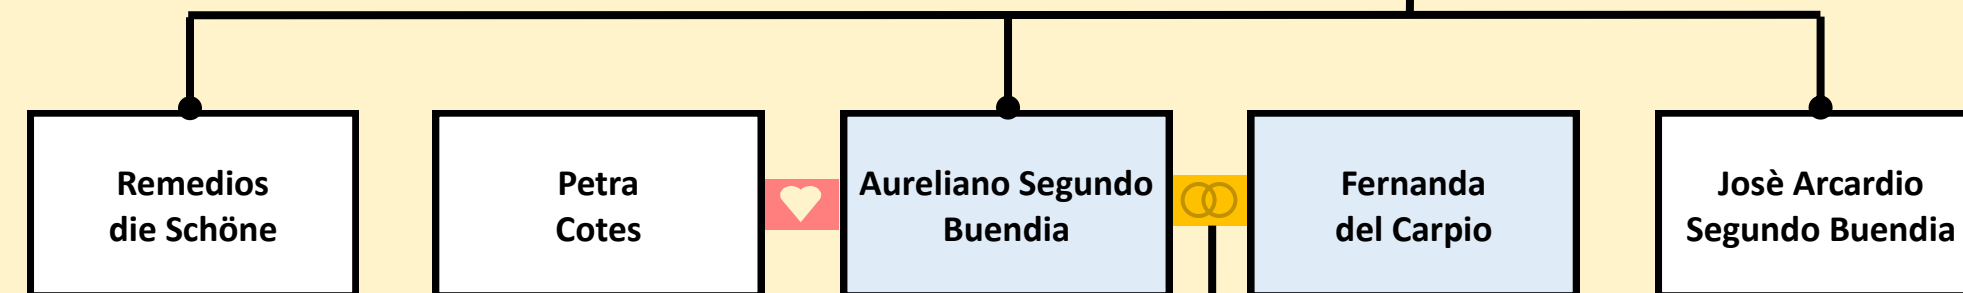 Remedios
die Schöne
Petra
Cotes
Aureliano Segundo
Buendia
Fernanda
del Carpio
Josè Arcardio
Segundo Buendia